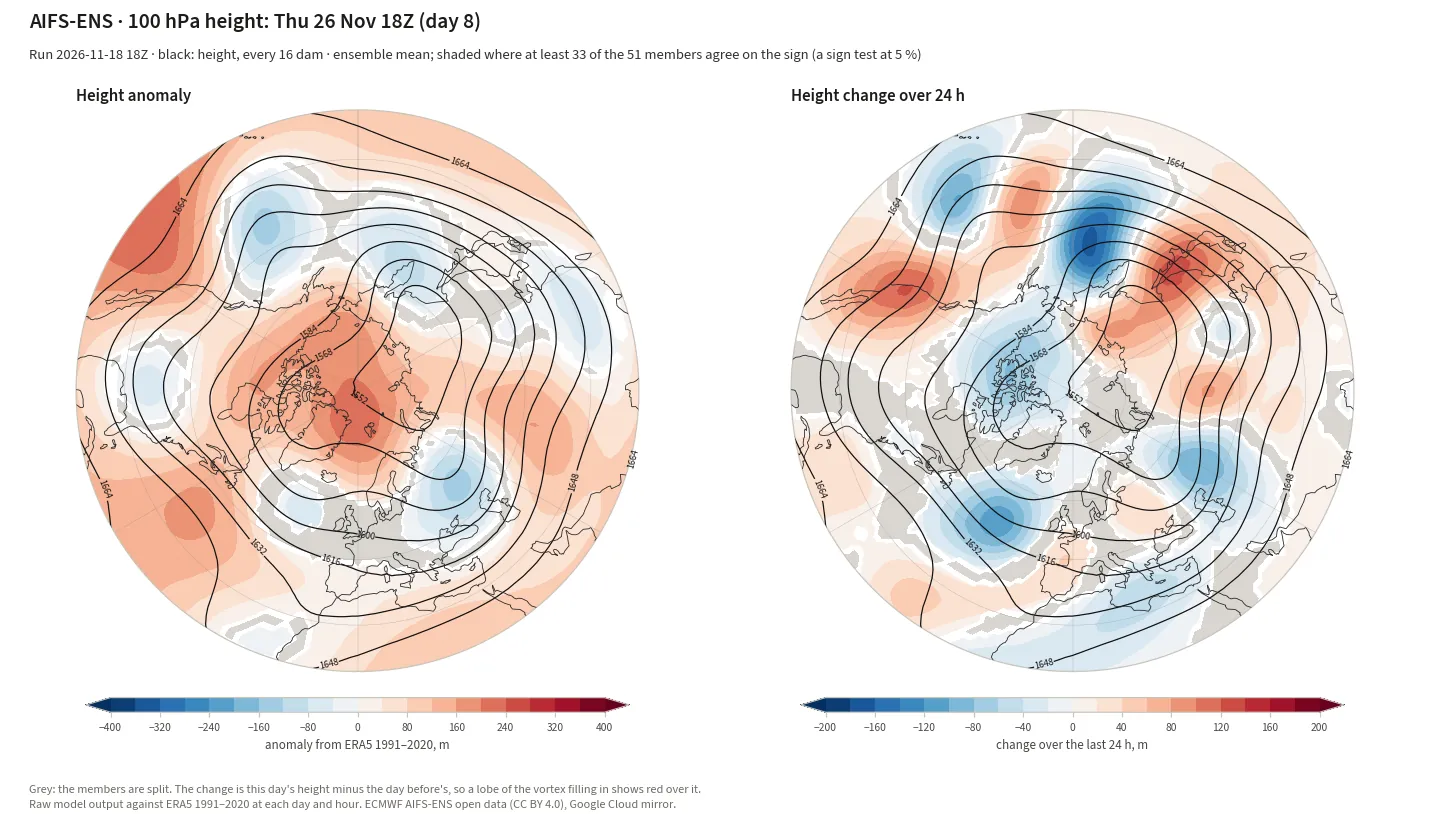 AIFS-ENS · 100 hPa height: Thu 26 Nov 18Z (day 8)
Run 2026-11-18 18Z · black: height, every 16 dam · ensemble mean; shaded where at least 33 of the 51 members agree on the sign (a sign test at 5 %)
Height anomaly
Height change over 24 h
1664
1664
1584
1568
1552
1664
1648
1664
1632
1600
1616
1648
1664
1664
1584
1568
1552
1664
1648
1664
1632
1600
1616
1648
−400 −320 −240 −160 −80 0 80 160 240 320 400
anomaly from ERA5 1991–2020, m
−200 −160 −120 −80 −40 0 40 80 120 160 200
change over the last 24 h, m
Grey: the members are split. The change is this day's height minus the day before's, so a lobe of the vortex filling in shows red over it.
Raw model output against ERA5 1991–2020 at each day and hour. ECMWF AIFS-ENS open data (CC BY 4.0), Google Cloud mirror.